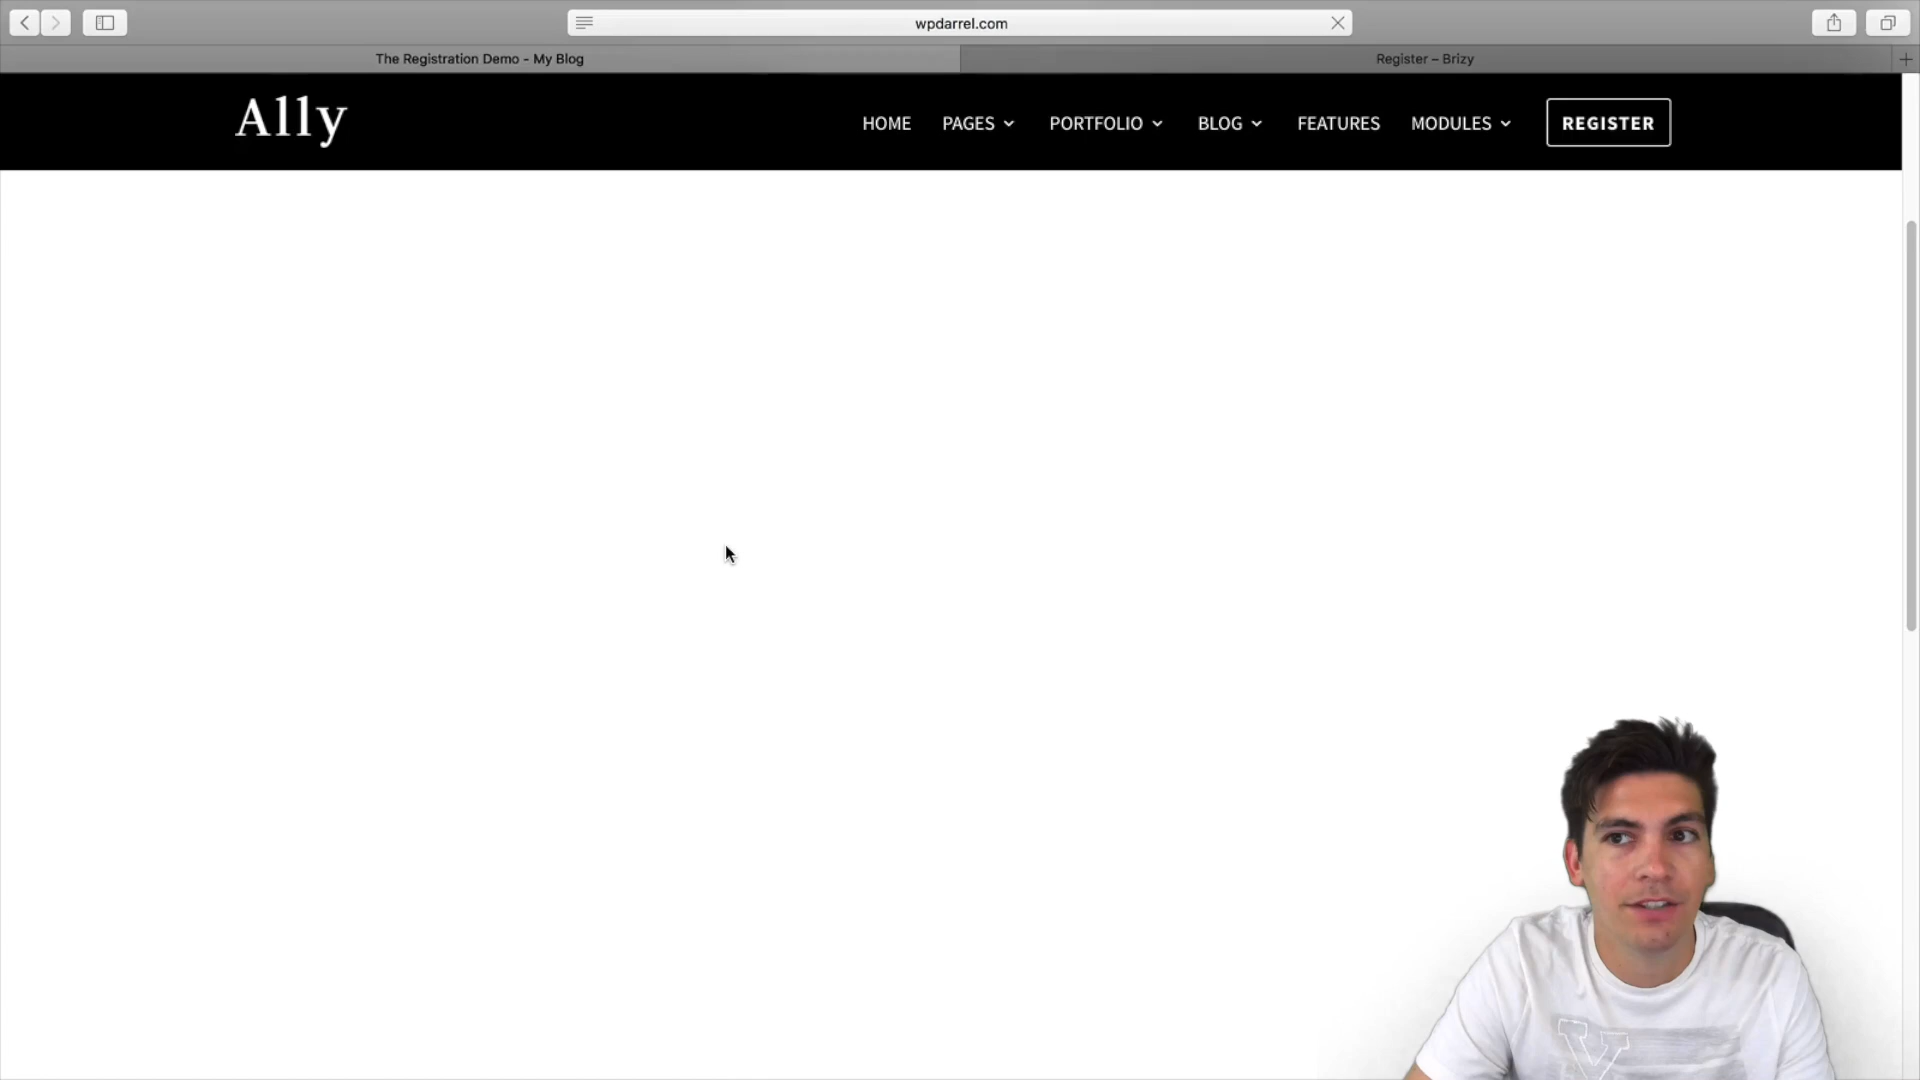 wpdarrel.com
The Registration Demo - My Blog
Register – Brizy
Ally
HOME
PAGES
PORTFOLIO
BLOG
FEATURES
MODULES
REGISTER
V